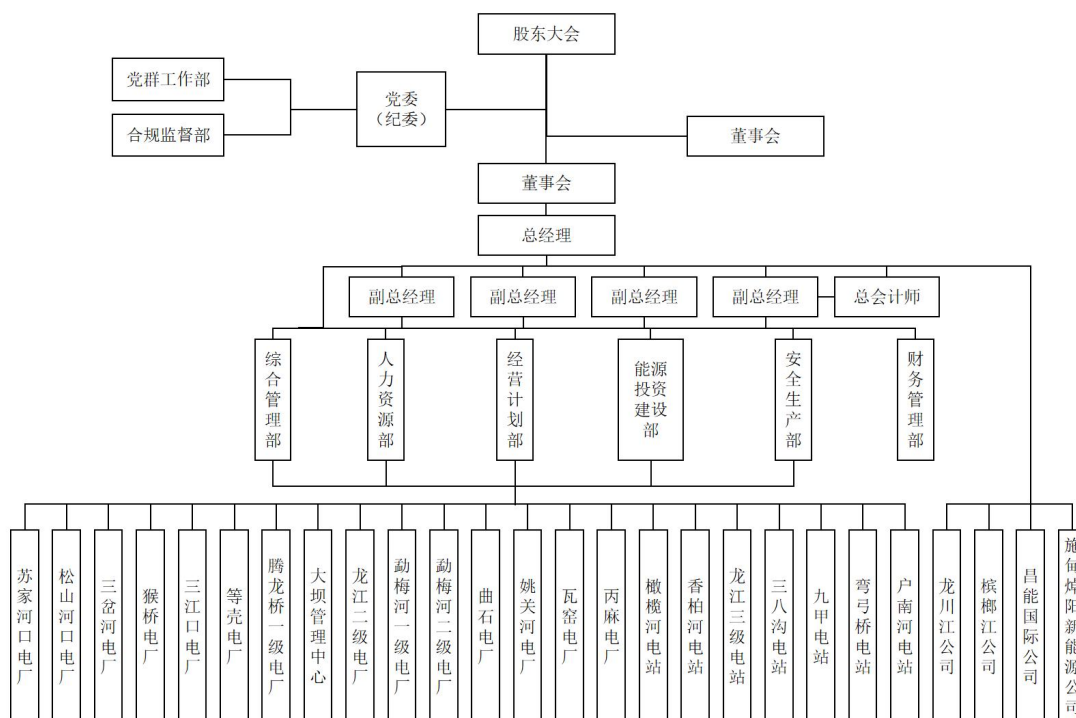 股东大会
党群工作部
党委
（纪委）
合规监督部
董事会
董事会
总经理
副总经理
副总经理
副总经理
副总经理
总会计师
综合管理部
人力资源部
经营计划部
能源
投资
建设
部
安全生产部
财务管理部
苏家河口电厂
松山河口电厂
三岔河电厂
猴桥电厂
三江口电厂
等壳电厂
腾龙桥一级电厂
大坝管理中心
龙江二级电厂
勐梅河一级电厂
勐梅河二级电厂
曲石电厂
姚关河电厂
瓦窑电厂
丙麻电厂
橄榄河电站
香柏河电站
龙江三级电站
三八沟电站
九甲电站
弯弓桥电站
户南河电站
龙川江公司
槟榔江公司
昌能国际公司
施甸焯阳新能源公司